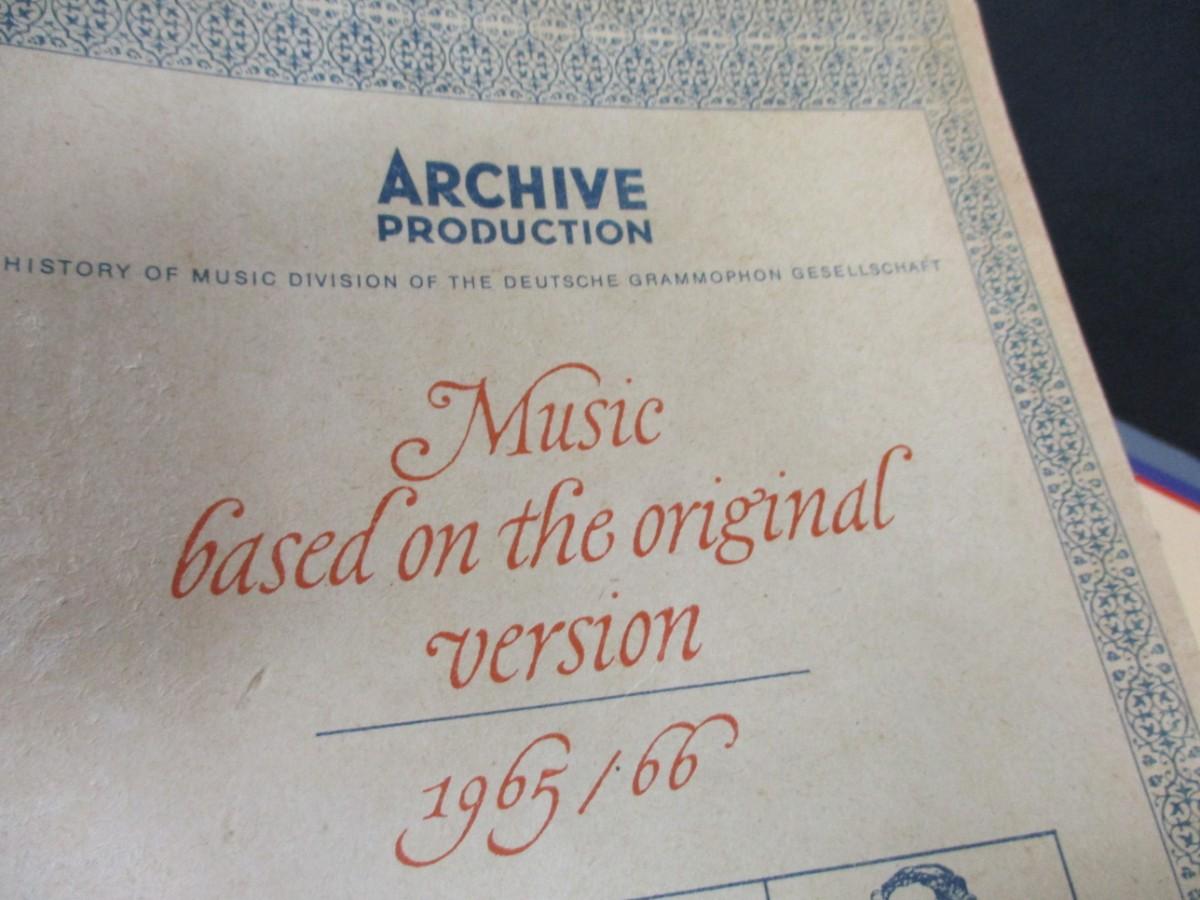 ARCHIVE
PRODUCTION
HISTORY OF MUSIC DIVISION OF THE DEUTSCHE GRAMMOPHON GESELLSCHAFT
Music
based on the original
version
1965/66